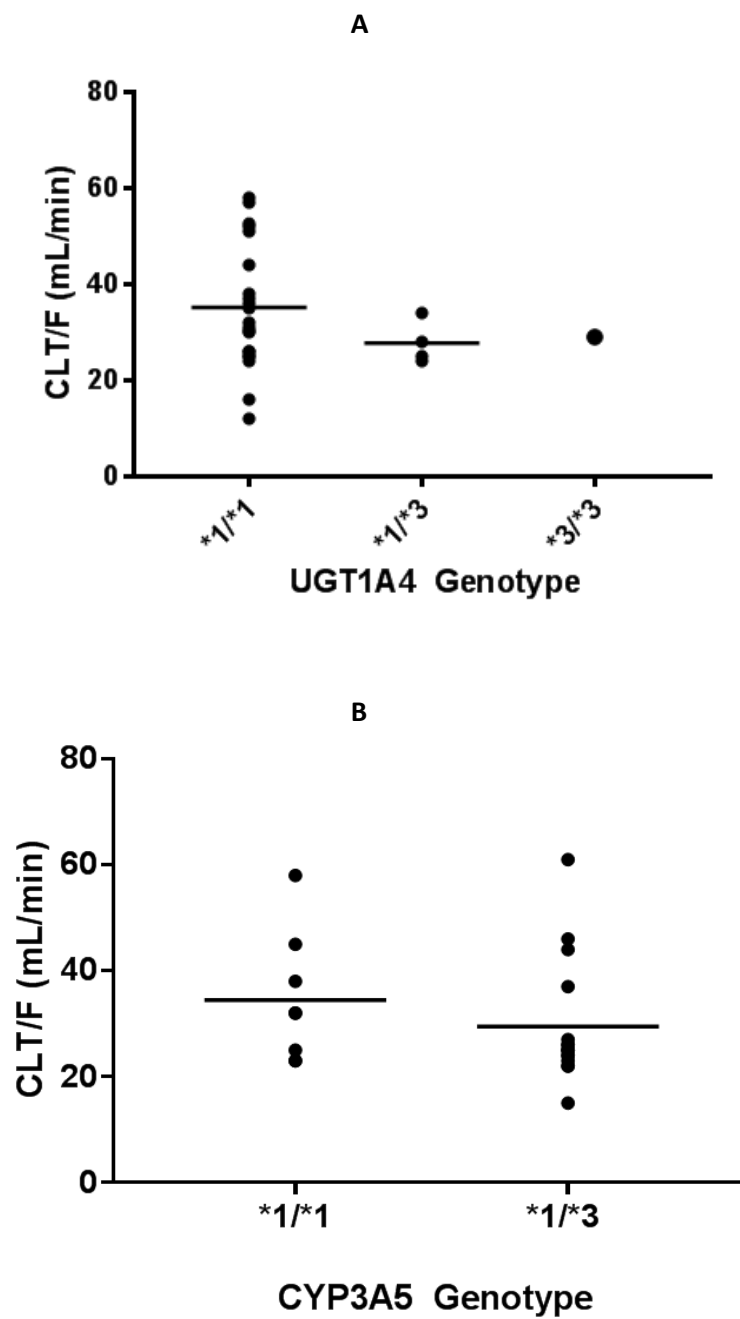 A
80
60
40
20
0
CLT/F (mL/min)
*1/*1
*1/*3
*3/*3
UGT1A4 Genotype
B
80
60
40
20
0
CLT/F (mL/min)
*1/*1
*1/*3
CYP3A5 Genotype